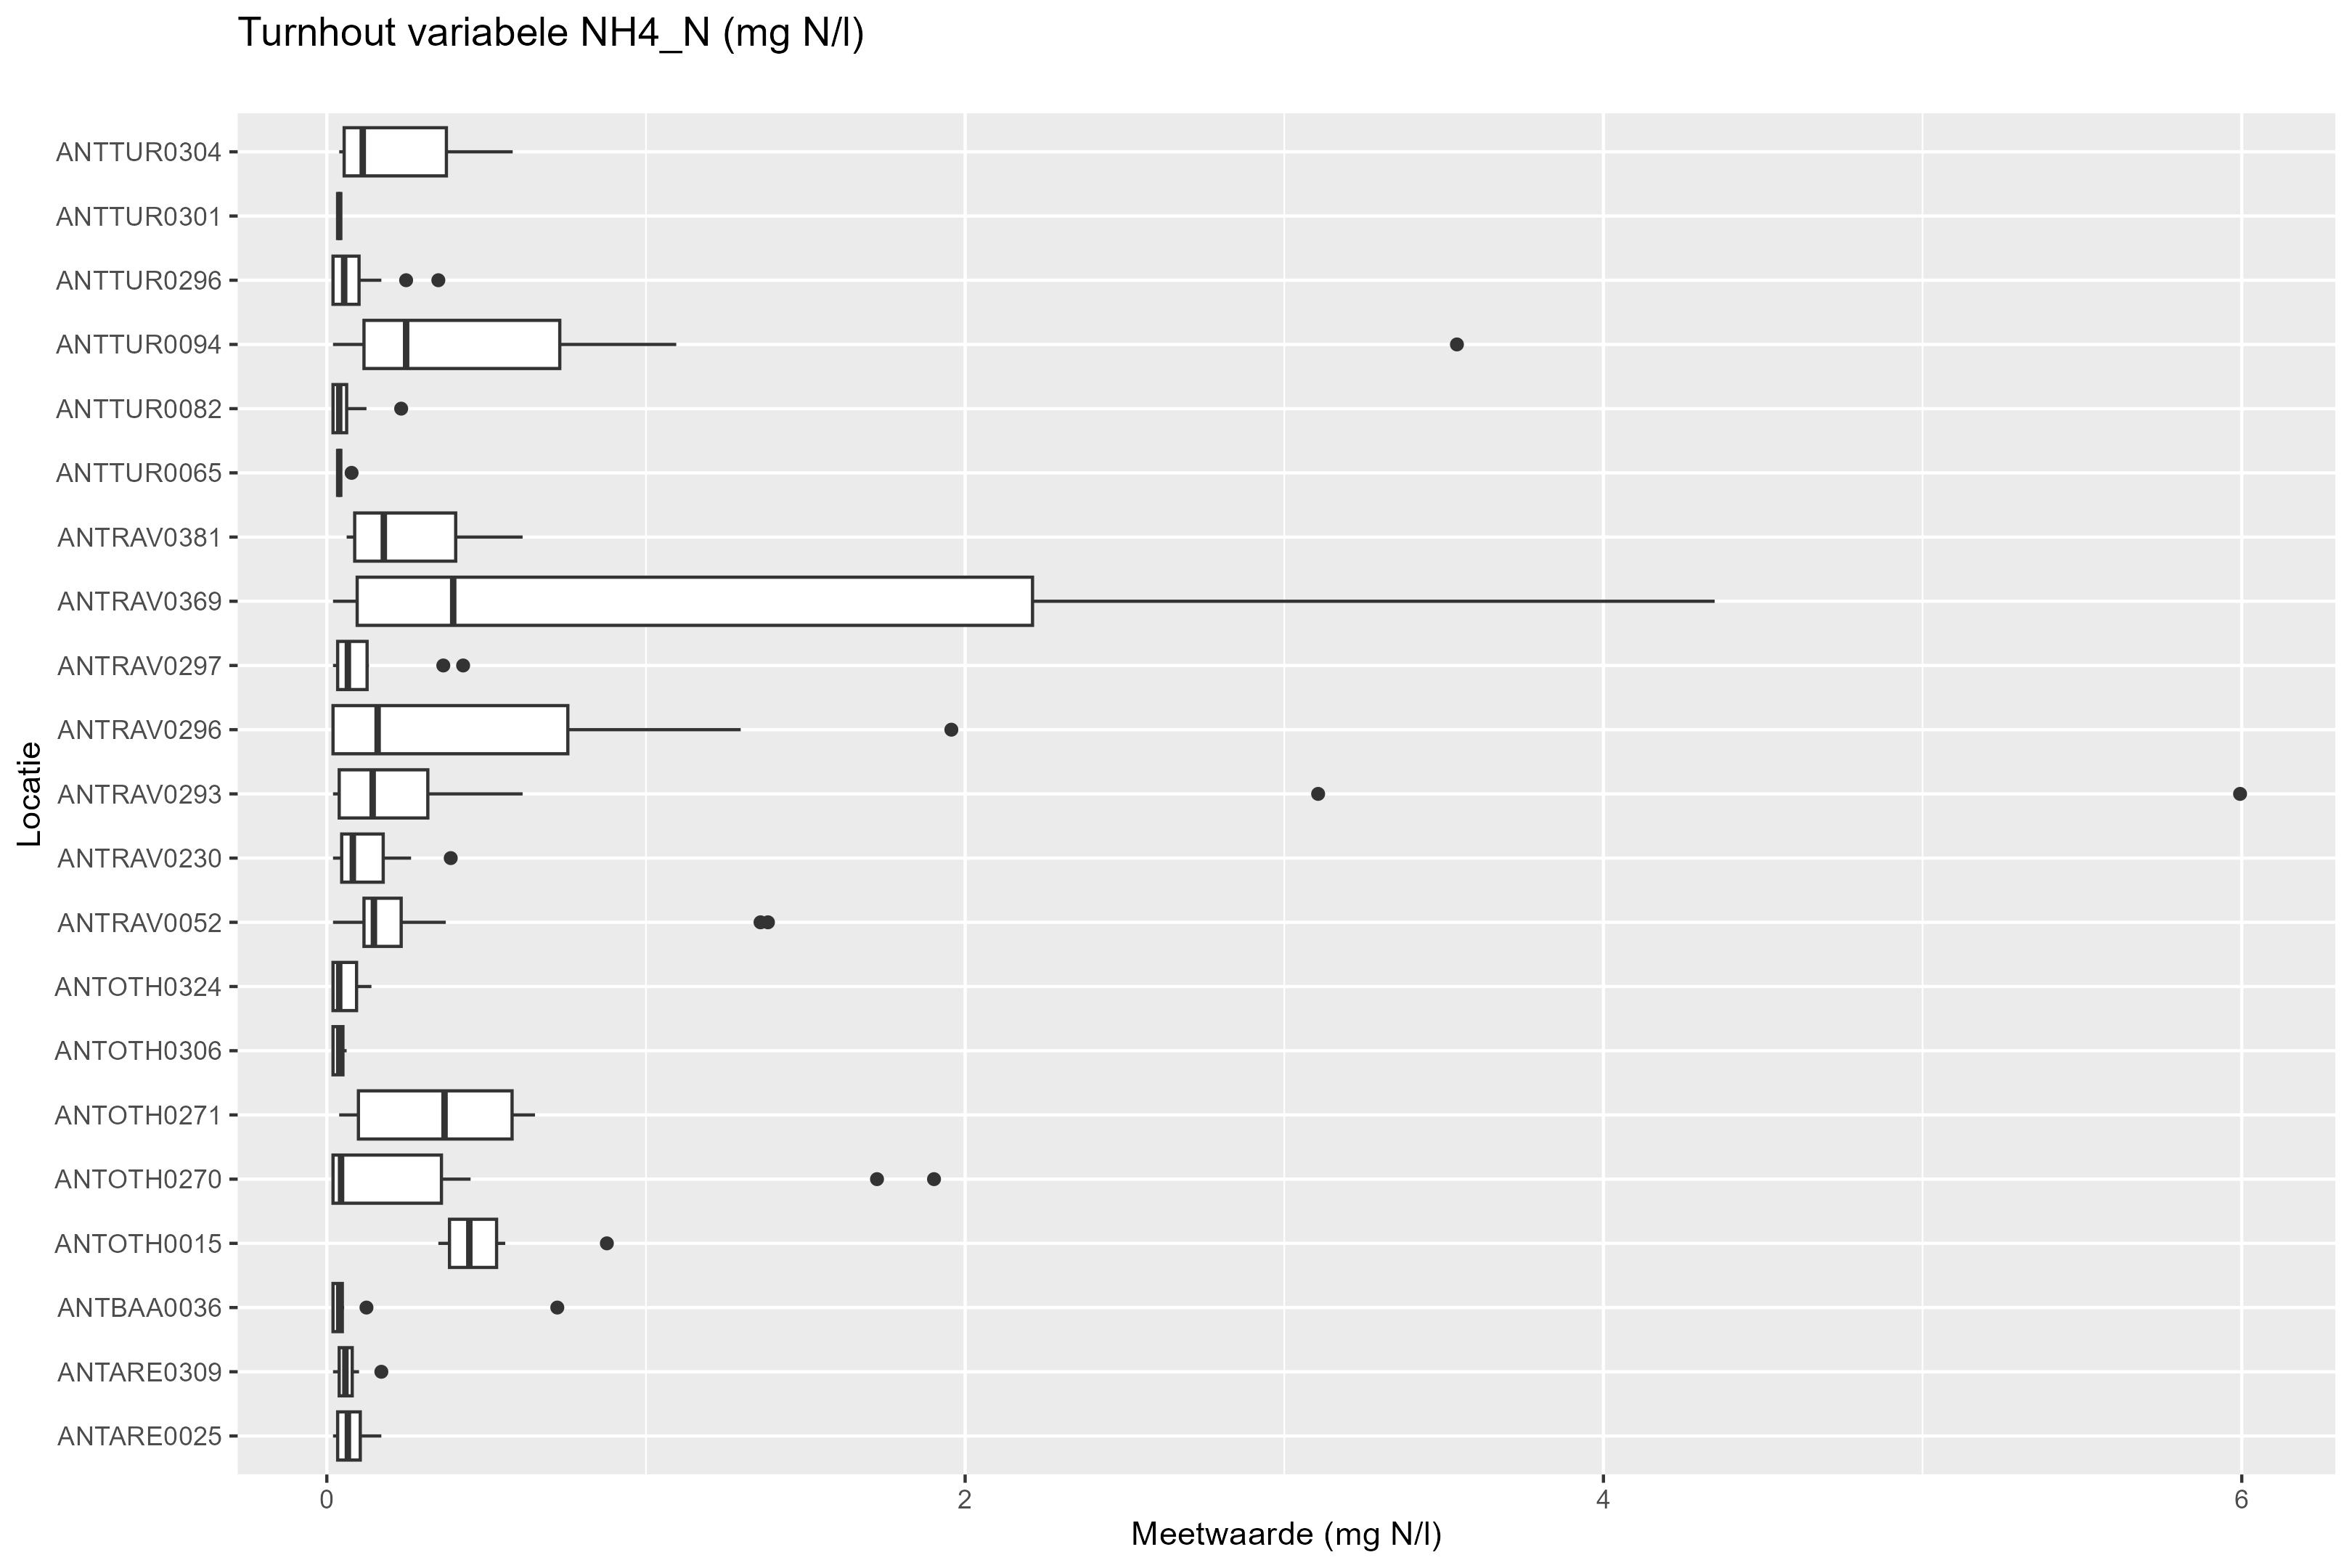 Turnhout variabele NH4_N (mg N/l)
ANTTUR0304
ANTTUR0301
ANTTUR0296
ANTTUR0094
ANTTUR0082
ANTTUR0065
ANTRAV0381
ANTRAV0369
ANTRAV0297
ANTRAV0296
ANTRAV0293
ANTRAV0230
ANTRAV0052
ANTOTH0324
ANTOTH0306
ANTOTH0271
ANTOTH0270
ANTOTH0015
ANTBAA0036
ANTARE0309
ANTARE0025
Locatie
0 2 4 6
Meetwaarde (mg N/l)